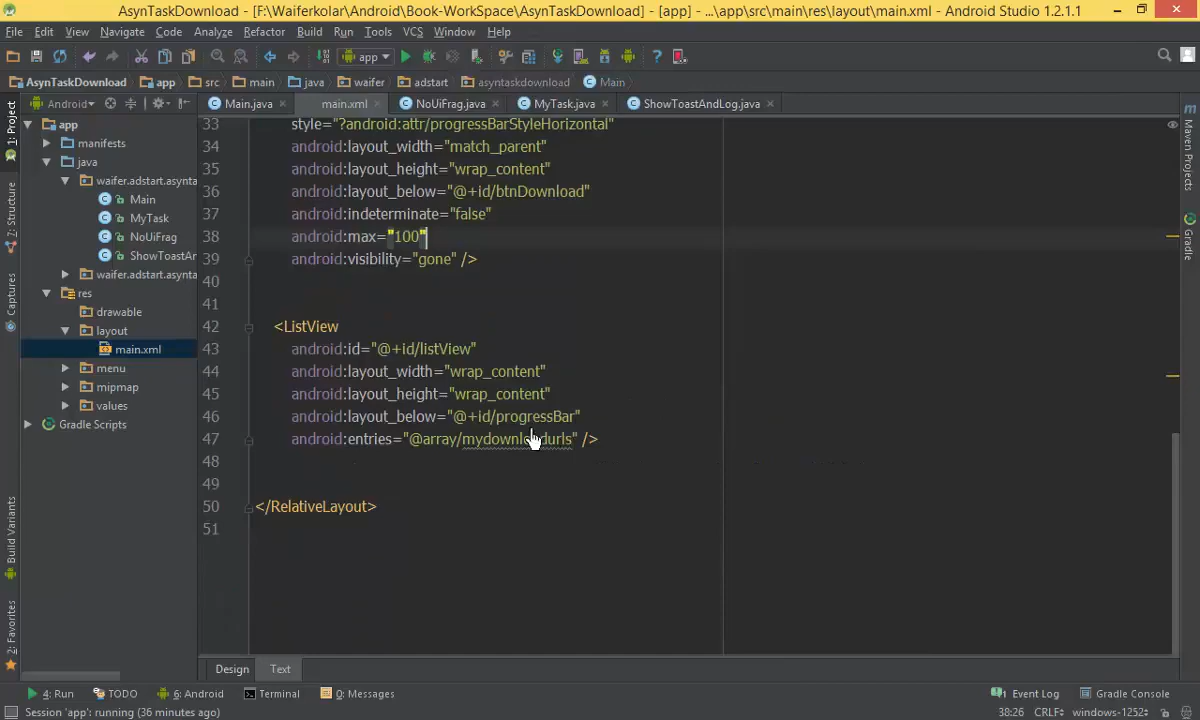 AsynTaskDownload - [F:\Waiferkolar\Android\Book-WorkSpace\AsynTaskDownload] - [app] - ...\app\src\main\res\layout\main.xml - Android Studio 1.2.1.1
File Edit View Navigate Code Analyze Refactor Build Run Tools VCS Window Help
app
AsynTaskDownload app src main java waifer adstart asyntaskdownload Main
Android Main.java main.xml NoUiFrag.java MyTask.java ShowToastAndLog.java
1: Project
7: Structure
Captures
Build Variants
2: Favorites
app
manifests
java
waifer.adstart.asynta
Main
MyTask
NoUiFrag
ShowToastAr
waifer.adstart.asynta
res
drawable
layout
main.xml
menu
mipmap
values
Gradle Scripts
33 style="?android:attr/progressBarStyleHorizontal"
34 android:layout_width="match_parent"
35 android:layout_height="wrap_content"
36 android:layout_below="@+id/btnDownload"
37 android:indeterminate="false"
38 android:max="100"
39 android:visibility="gone" />
40
41
42 <ListView
43 android:id="@+id/listView"
44 android:layout_width="wrap_content"
45 android:layout_height="wrap_content"
46 android:layout_below="@+id/progressBar"
47 android:entries="@array/mydownloadurls" />
48
49
50 </RelativeLayout>
51
Maven Projects
Gradle
Design Text
4: Run TODO 6: Android Terminal 0: Messages Event Log Gradle Console
Session 'app': running (36 minutes ago) 38:26 CRLF windows-1252